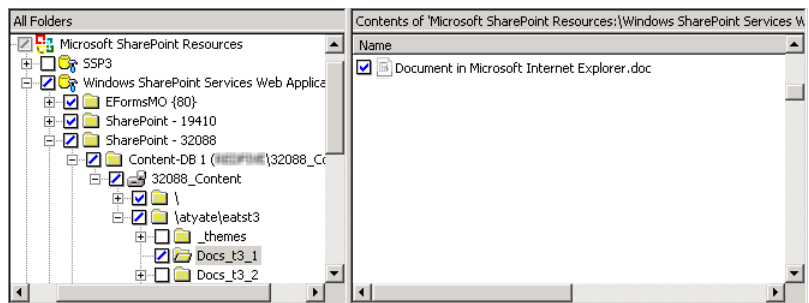 All Folders
Microsoft SharePoint Resources
SSP3
Windows SharePoint Services Web Applica
EFormsMO {80}
SharePoint - 19410
SharePoint - 32088
Content-DB 1 ( \32088_Co
32088_Content
\
\atyate\eatst3
_themes
Docs_t3_1
Docs_t3_2
Contents of 'Microsoft SharePoint Resources:\Windows SharePoint Services W
Name
Document in Microsoft Internet Explorer.doc